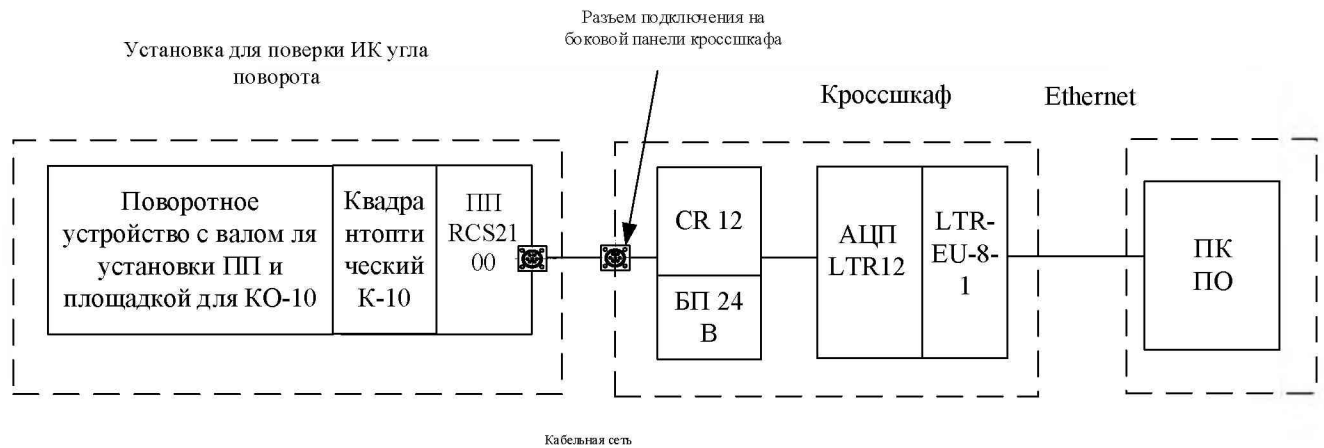 Разъем подключения на
боковой панели кроссшкафа
Установка для поверки ИК угла
поворота
Кроссшкаф
Ethernet
Поворотное
устройство с валом ля
установки ПП и
площадкой для КО-10
Квадра
нтопти
ческий
К-10
ПП
RCS21
00
CR 12
БП 24
В
АЦП
LTR12
LTR-
EU-8-
1
ПК
ПО
Кабельная сеть